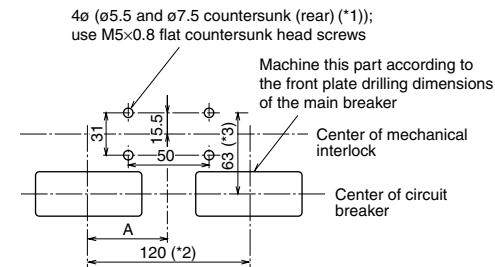 4ø (ø5.5 and ø7.5 countersunk (rear) (*1));
use M5×0.8 flat countersunk head screws
Machine this part according to
the front plate drilling dimensions
of the main breaker
31
15.5
50
63 (*3)
Center of mechanical
interlock
Center of circuit
breaker
A
120 (*2)